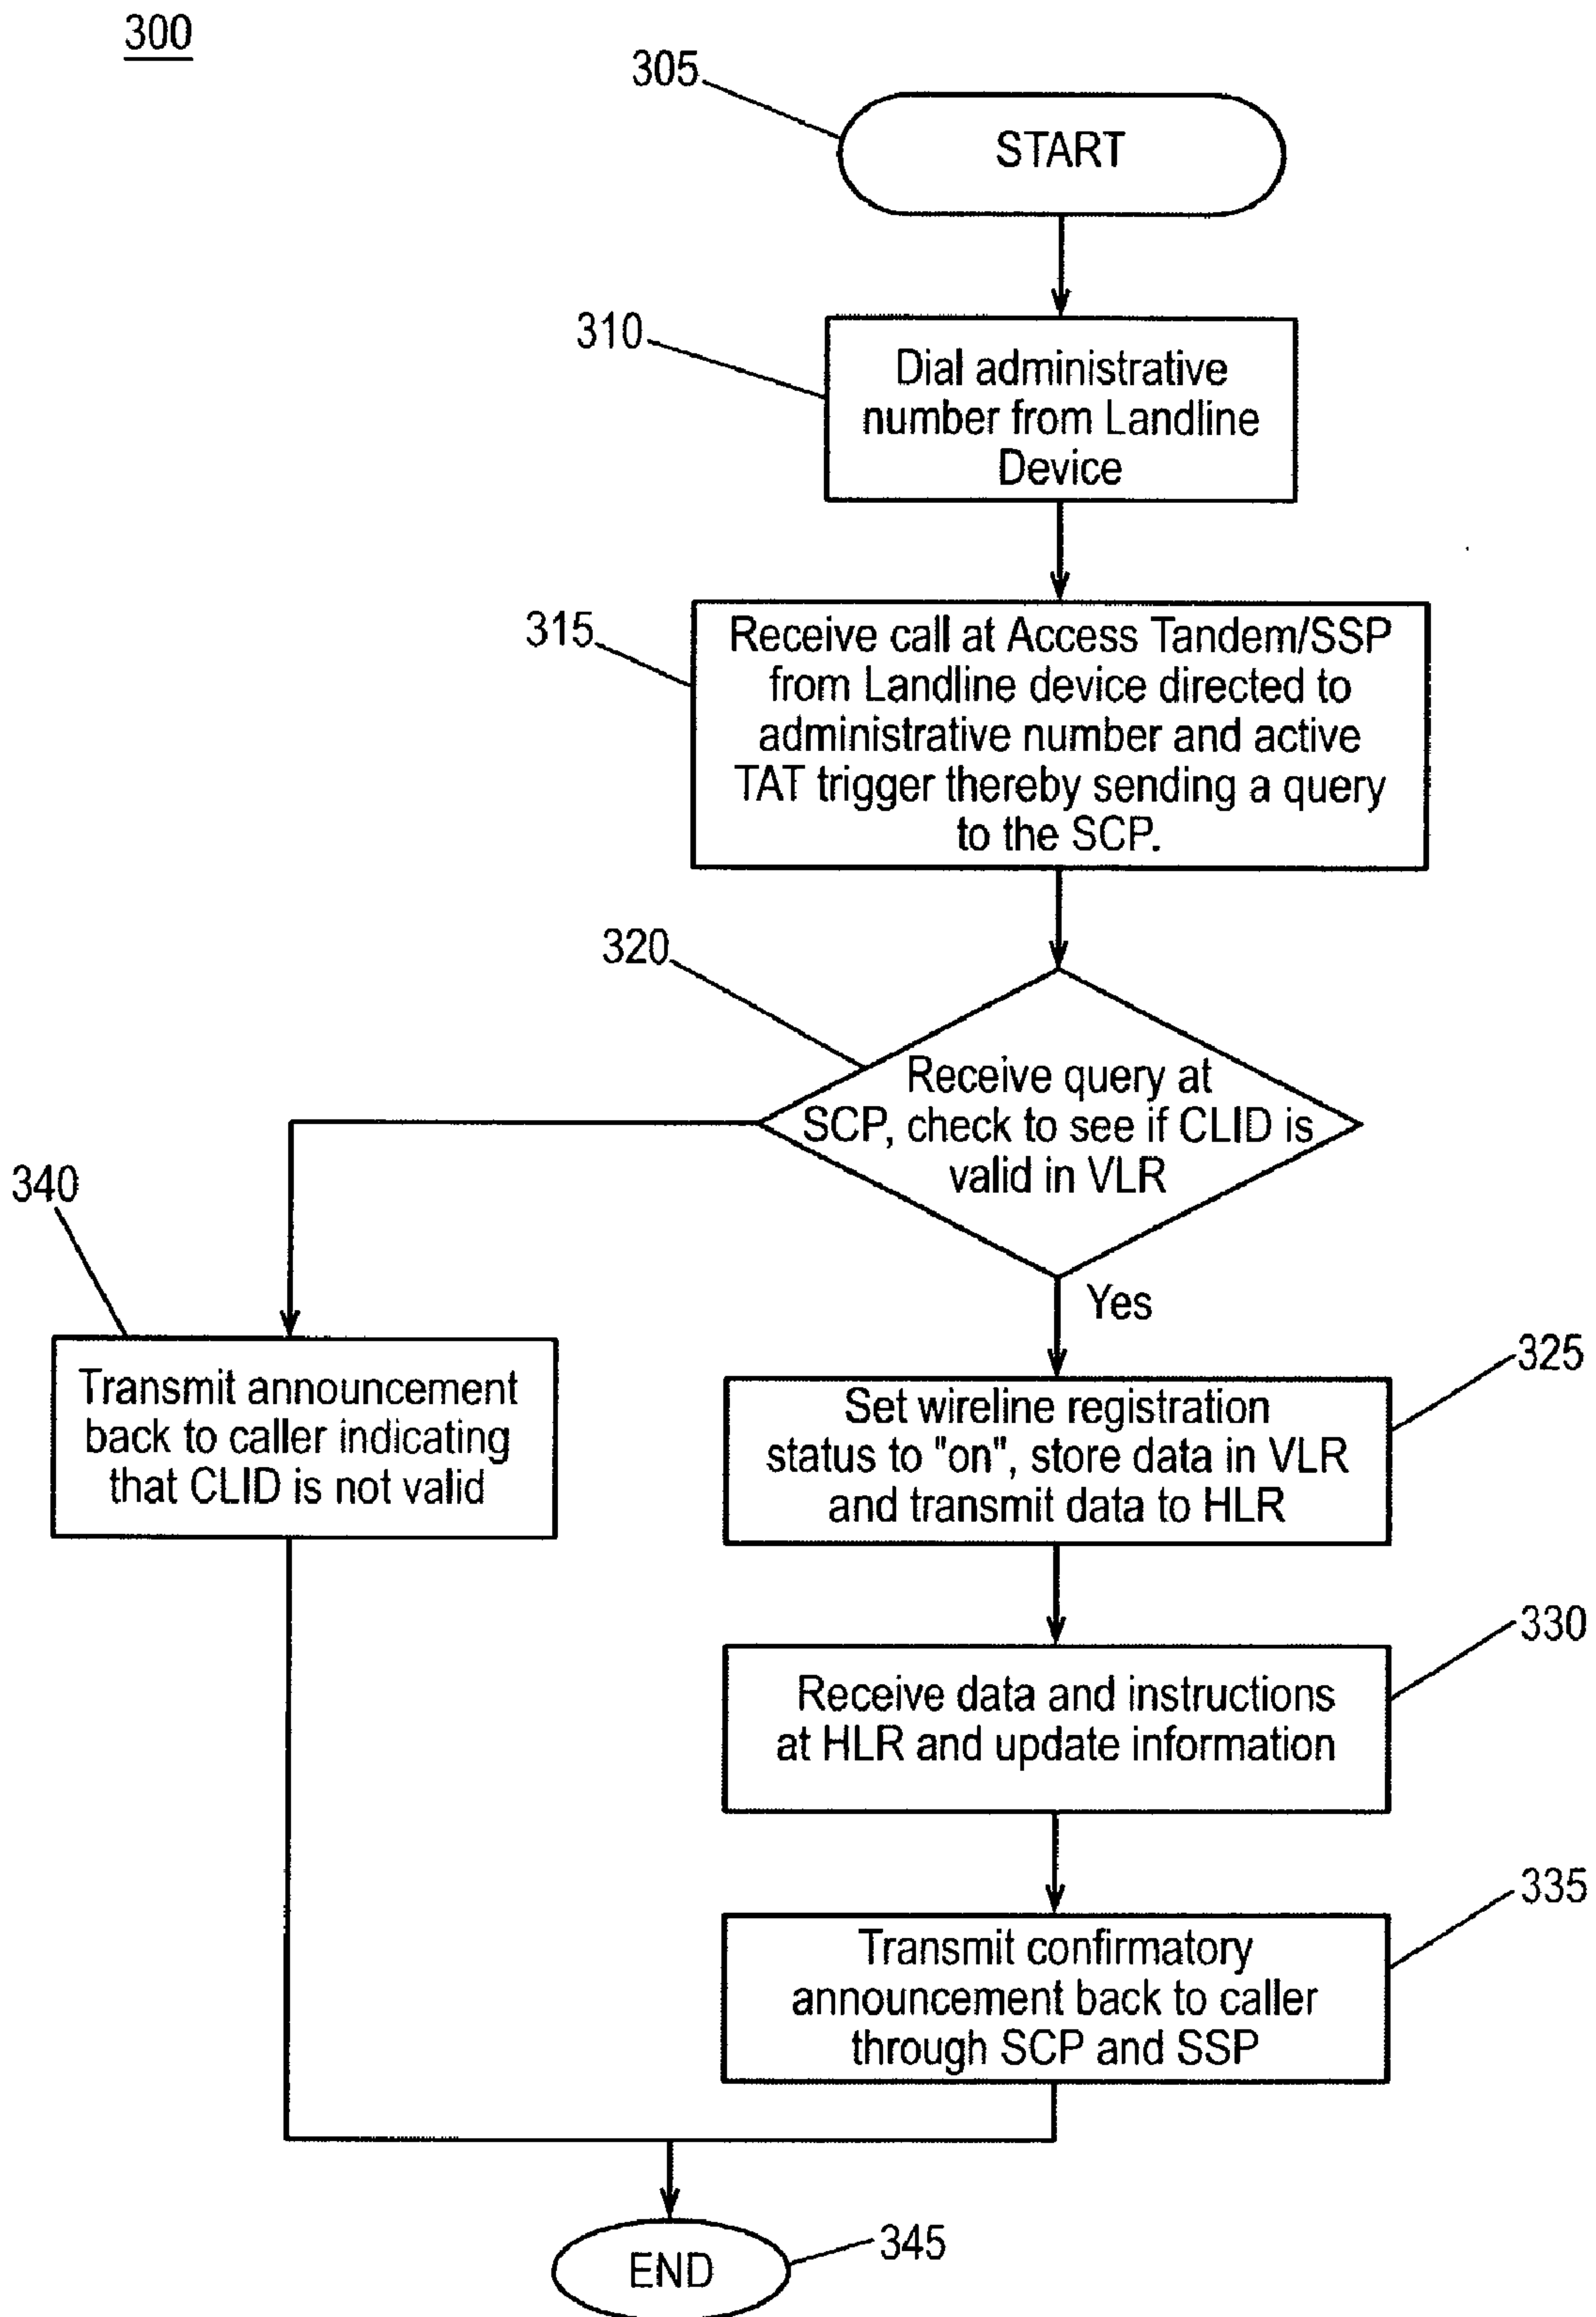 300
305
START
310
Dial administrative
number from Landline
Device
315
Receive call at Access Tandem/SSP
from Landline device directed to
administrative number and active
TAT trigger thereby sending a query
to the SCP.
320
Receive query at
SCP, check to see if CLID is
valid in VLR
340
Yes
Transmit announcement
back to caller indicating
that CLID is not valid
325
Set wireline registration
status to "on", store data in VLR
and transmit data to HLR
330
Receive data and instructions
at HLR and update information
335
Transmit confirmatory
announcement back to caller
through SCP and SSP
END
345